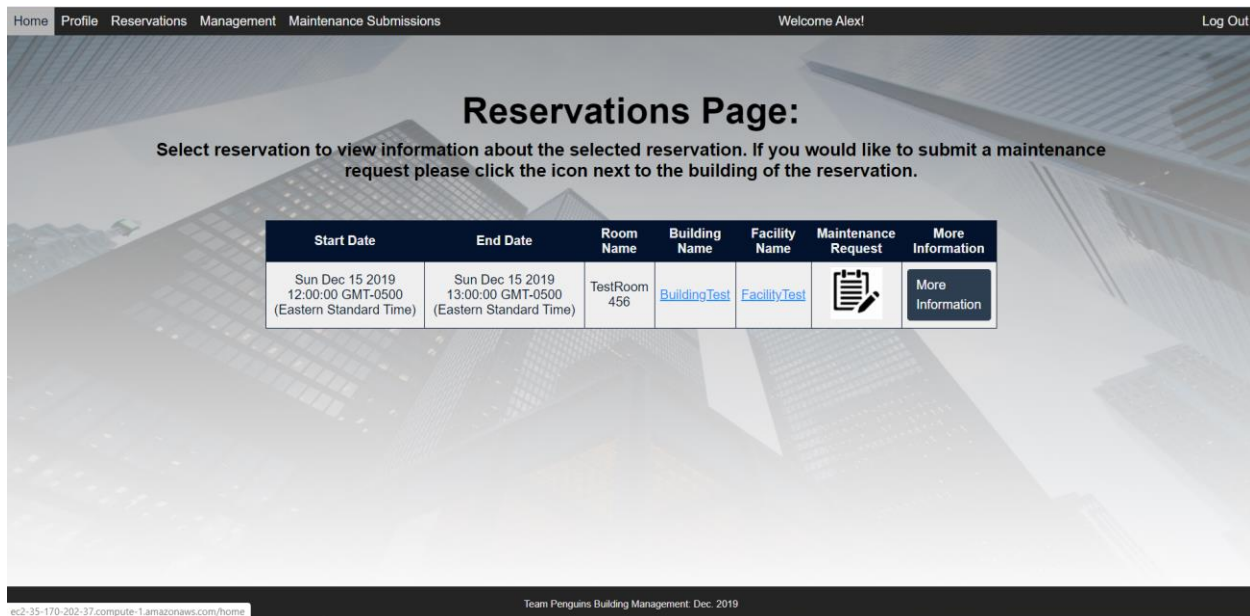 Home Profile Reservations Management Maintenance Submissions Welcome Alex! Log Out
Reservations Page:
Select reservation to view information about the selected reservation. If you would like to submit a maintenance
request please click the icon next to the building of the reservation.
Start Date End Date Room Name Building Name Facility Name Maintenance Request More Information
Sun Dec 15 2019
12:00:00 GMT-0500
(Eastern Standard Time)
Sun Dec 15 2019
13:00:00 GMT-0500
(Eastern Standard Time)
TestRoom
456
BuildingTest
FacilityTest
More
Information
Team Penguins Building Management: Dec. 2019
ec2-35-170-202-37.compute-1.amazonaws.com/home